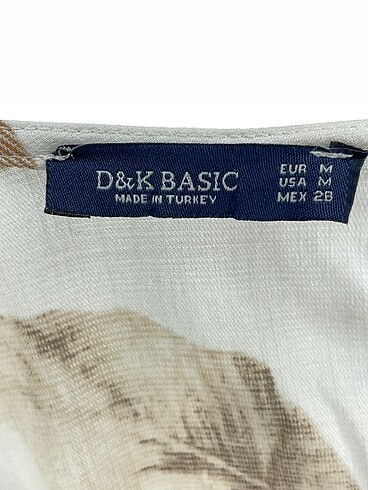 D&K BASIC
MADE IN TURKEY
EUR M
USA M
MEX 28